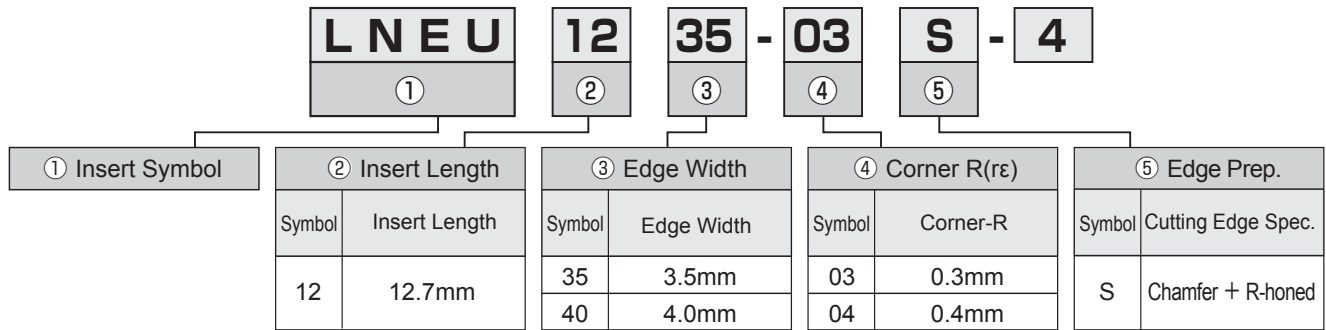 LNEU 12 35 - 03 S - 4
① ② ③ ④ ⑤
① Insert Symbol
② Insert Length
Symbol Insert Length
12 12.7mm
③ Edge Width
Symbol Edge Width
35 3.5mm
40 4.0mm
④ Corner R(rε)
Symbol Corner-R
03 0.3mm
04 0.4mm
⑤ Edge Prep.
Symbol Cutting Edge Spec.
S Chamfer + R-honed